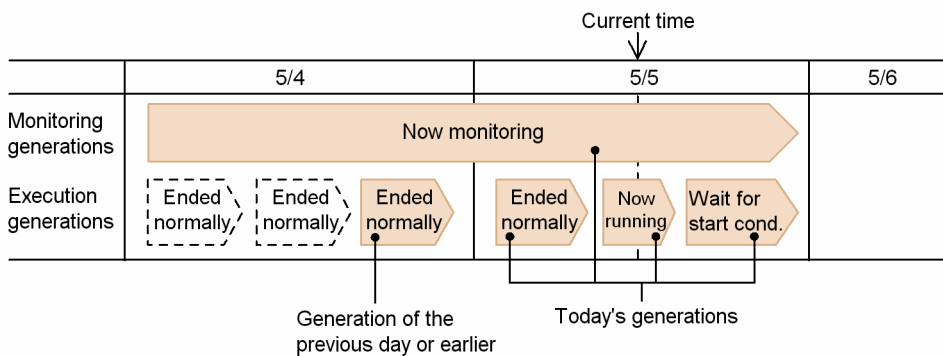 Current time
5/4
5/5
5/6
Monitoring
generations
Now monitoring
Execution
generations
Ended
normally
Ended
normally
Ended
normally
Ended
normally
Now
running
Wait for
start cond.
Generation of the
previous day or earlier
Today's generations